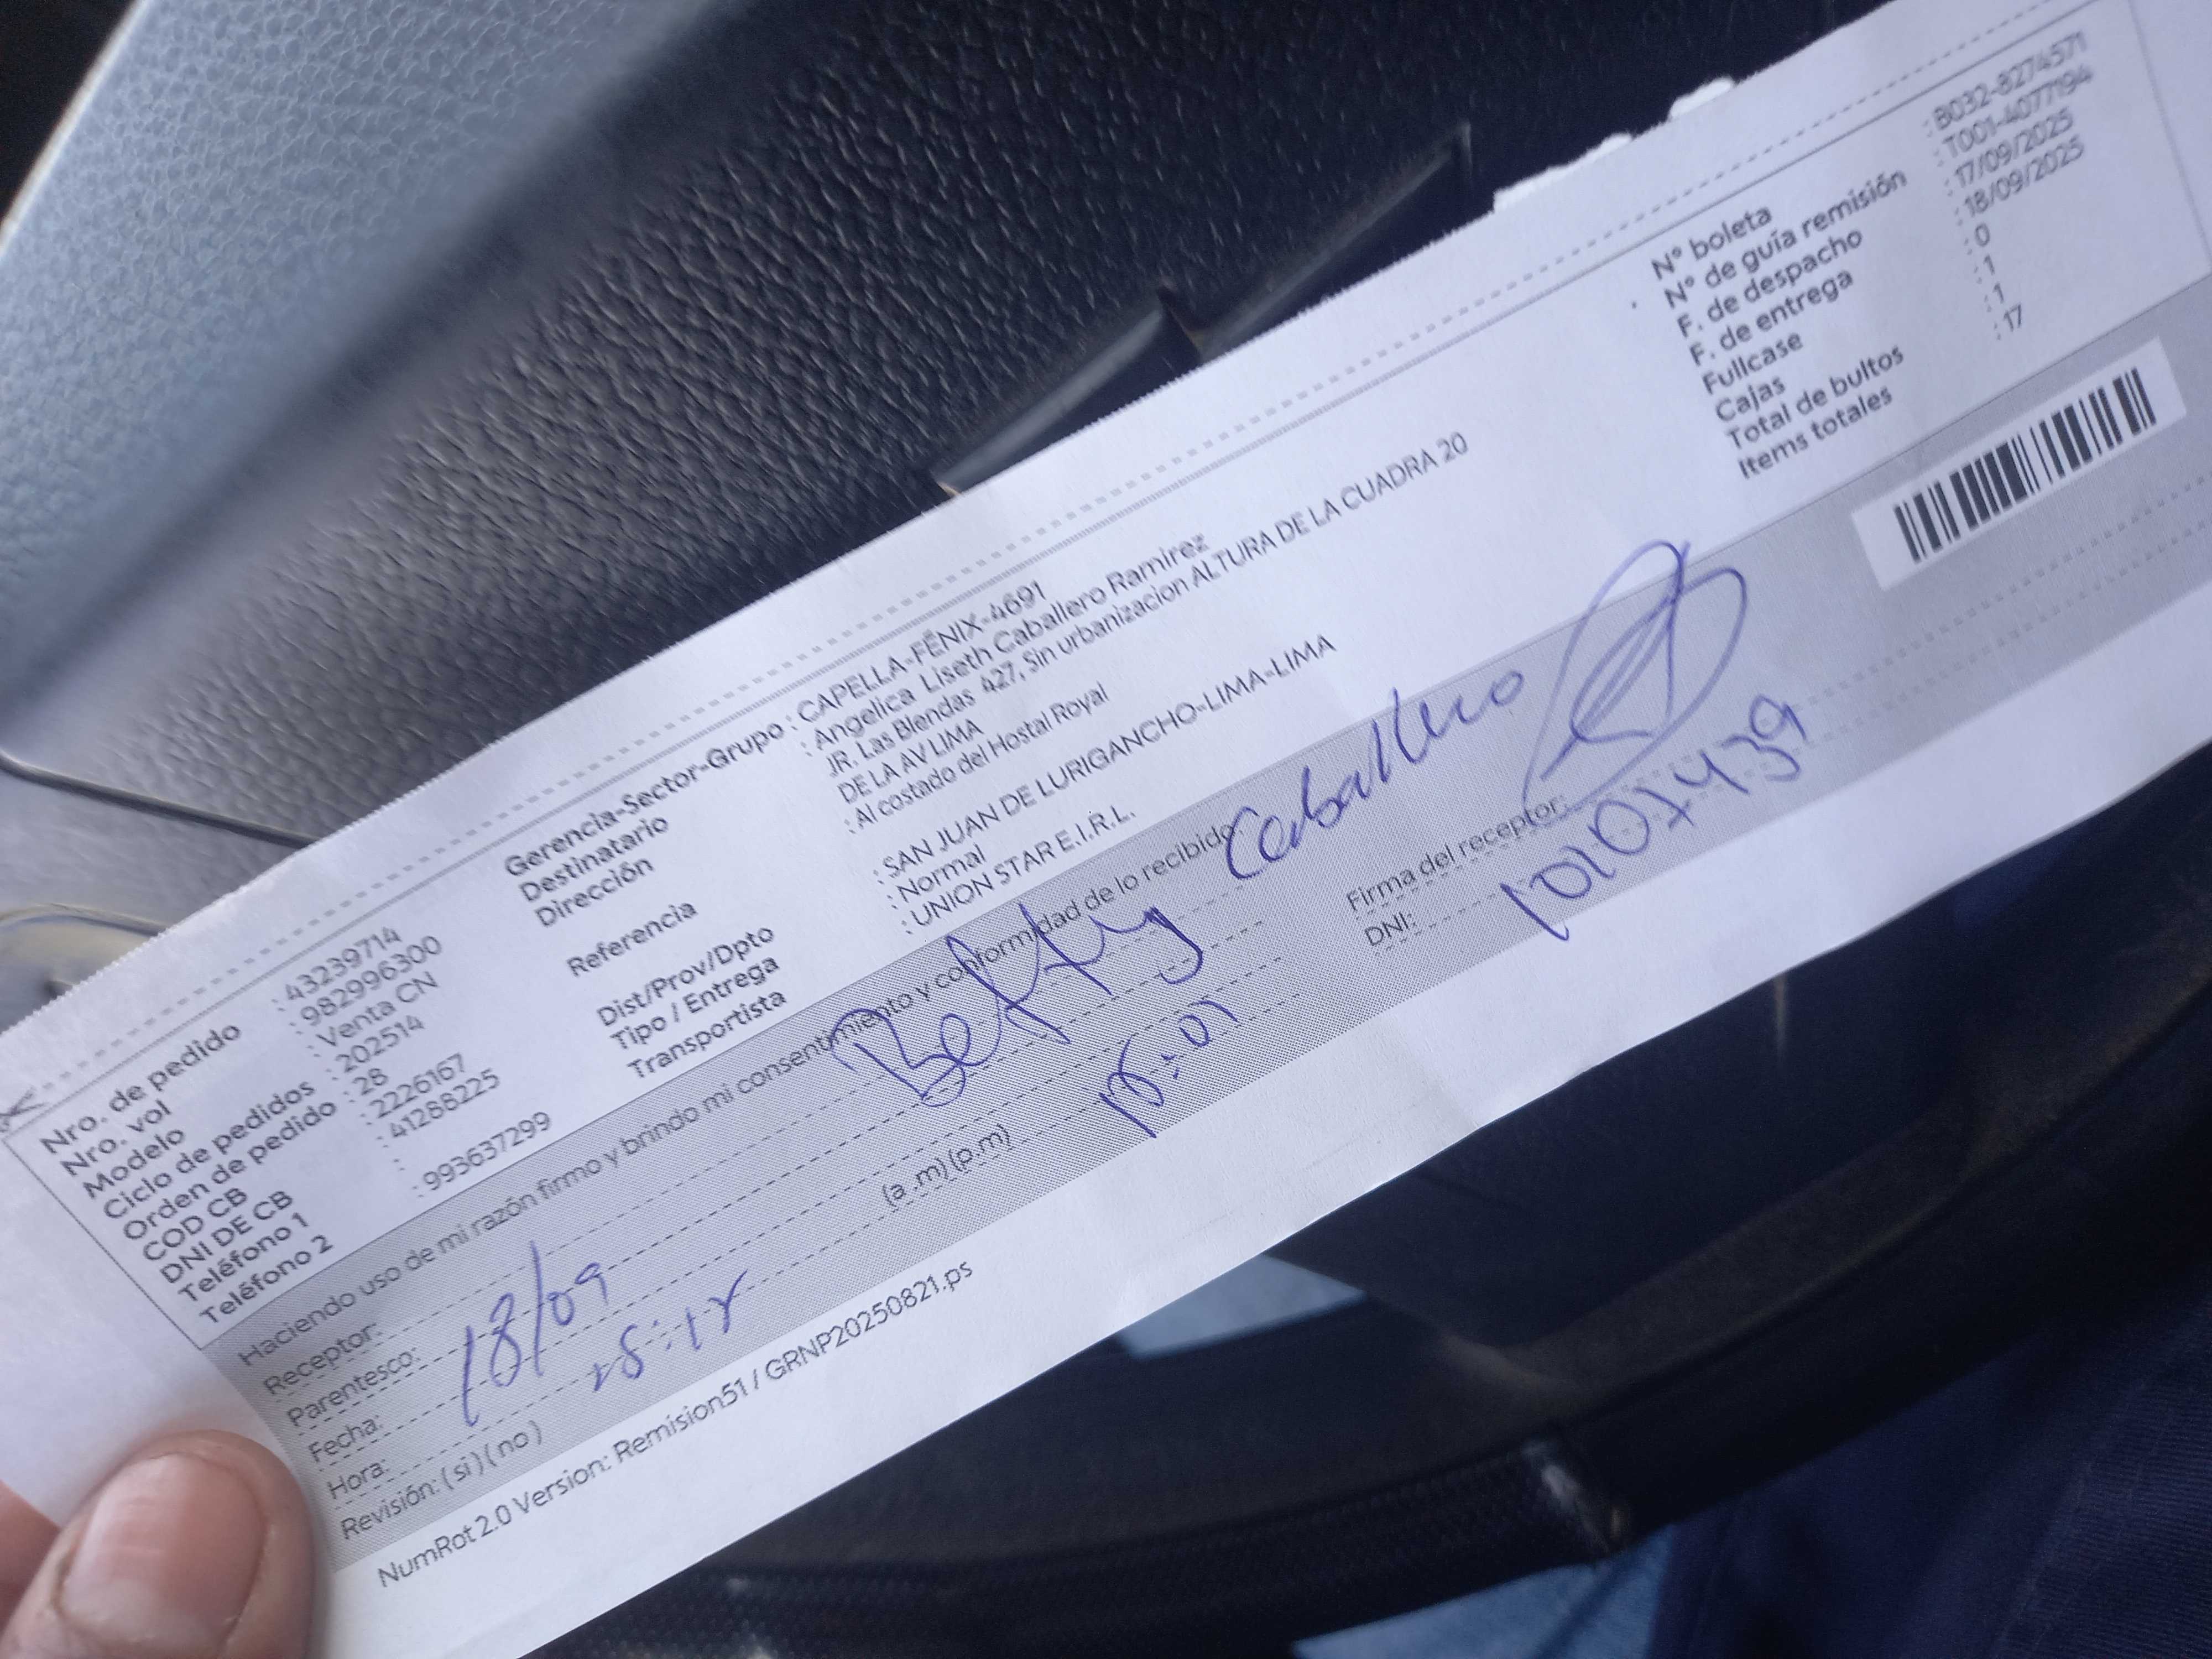 Nro. de pedido : 43239714
Nro. vol : 982996300
Modelo : Venta CN
Ciclo de pedidos : 202514
Orden de pedido : 28
COD CB : 2226167
DNI DE CB : 41288225
Teléfono 1 :
Teléfono 2 : 993637299
Gerencia-Sector-Grupo : CAPELLA-FÉNIX-4691
Destinatario : Angelica Liseth Caballero Ramirez
Dirección JR. Las Blendas 427, Sin urbanizacion ALTURA DE LA CUADRA 20
DE LA AV LIMA
Referencia : Al costado del Hostal Royal
Dist/Prov/Dpto : SAN JUAN DE LURIGANCHO-LIMA-LIMA
Tipo / Entrega : Normal
Transportista : UNION STAR E.I.R.L.
N° boleta : B032-8274571
N° de guía remisión : T001-4077194
F. de despacho : 17/09/2025
F. de entrega : 18/09/2025
Fullcase : 0
Cajas : 1
Total de bultos : 1
Items totales : 17
Haciendo uso de mi razón firmo y brindo mi consentimiento y conformidad de lo recibido:
Receptor: Betty Caballero
Parentesco:
Fecha: 18/09
Hora: (a .m) (p.m)
Revisión: (si) (no)
Firma del receptor:
DNI: 10107439
NumRot 2.0 Version: Remision51 / GRNP20250821.ps